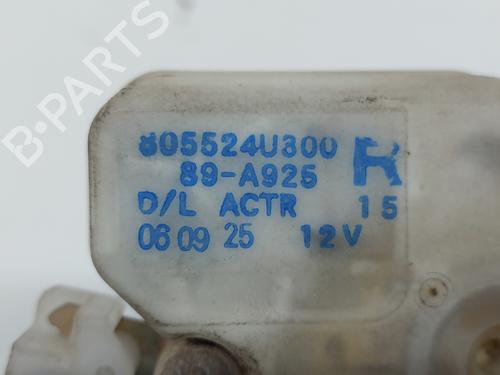 B-PARTS
805524U300
89-A925 R
D/L ACTR 15
06 09 25 12V